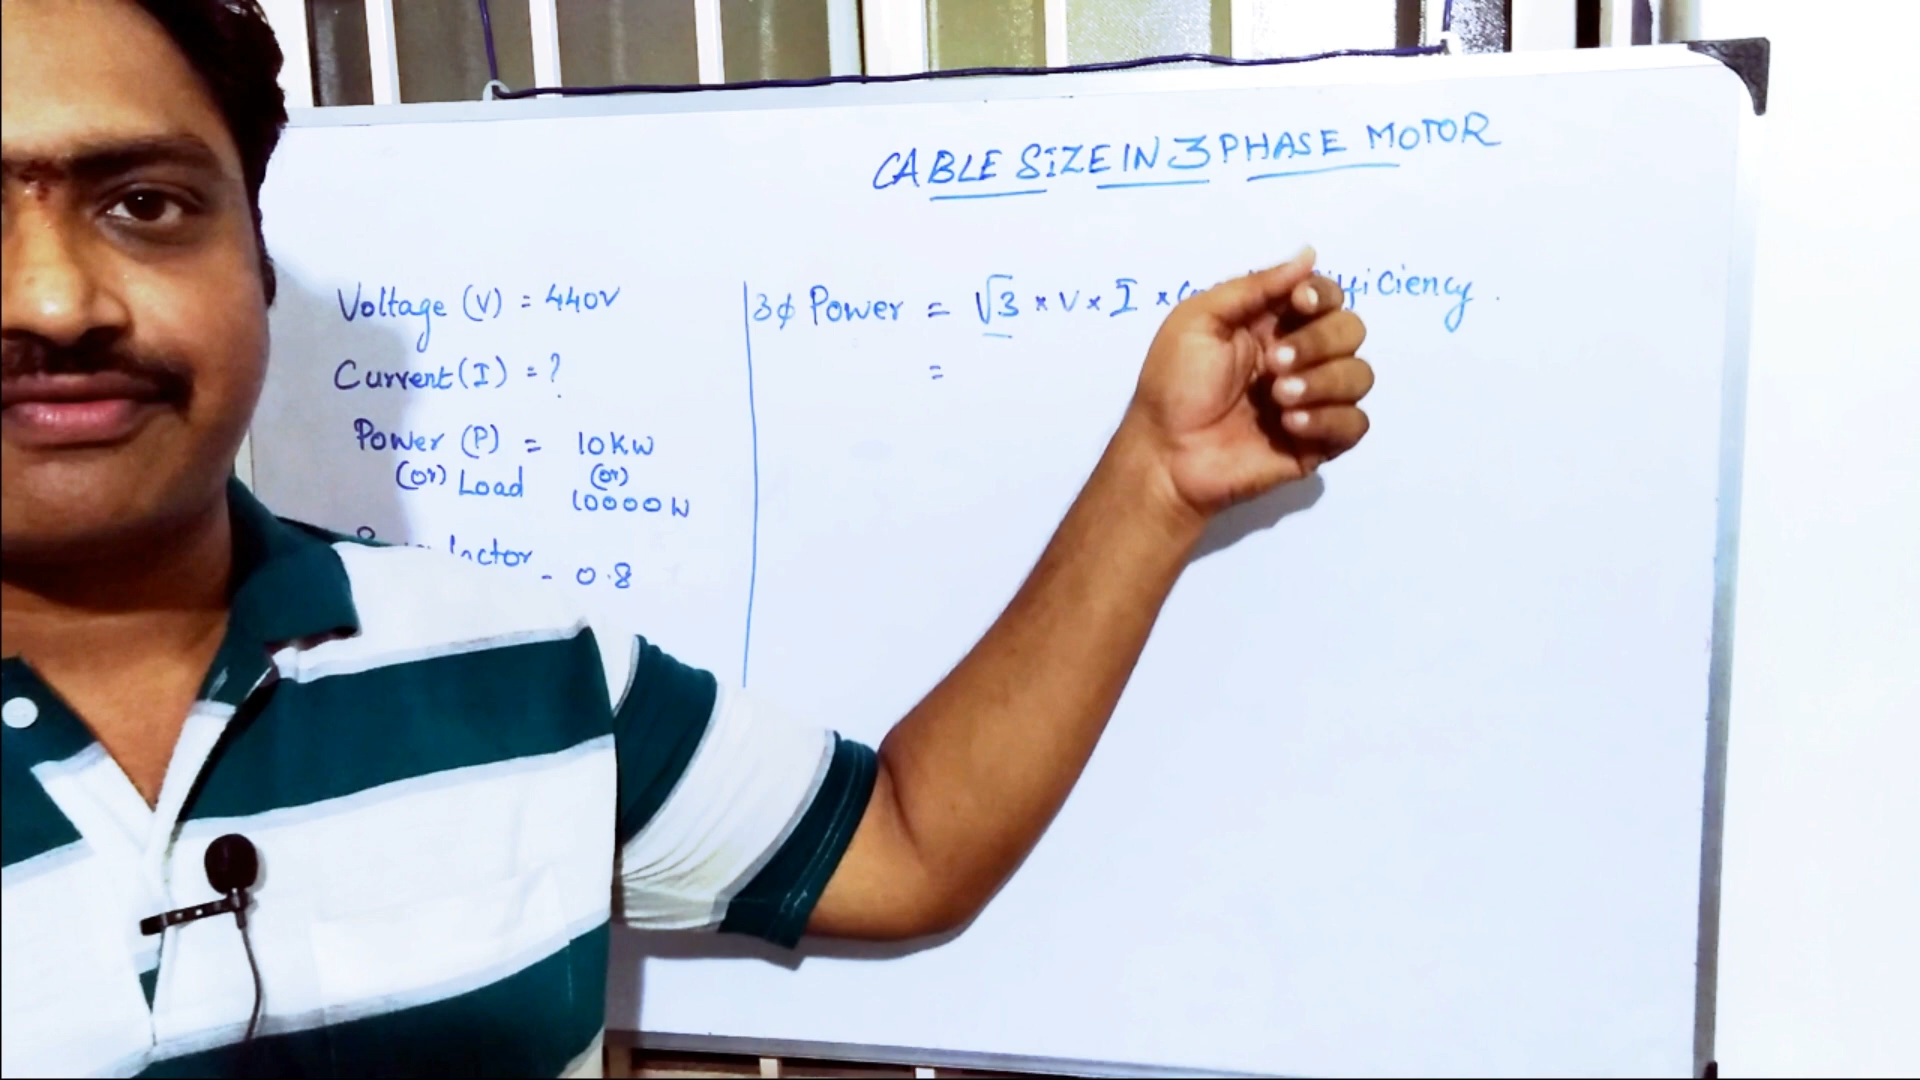 CABLE SIZE IN 3 PHASE MOTOR
Voltage (V) = 440V
Current (I) = ?
Power (P) = 10KW
(or) Load (or)
10000W
- 0.8
3ϕ Power = √3 × V × I ×
=